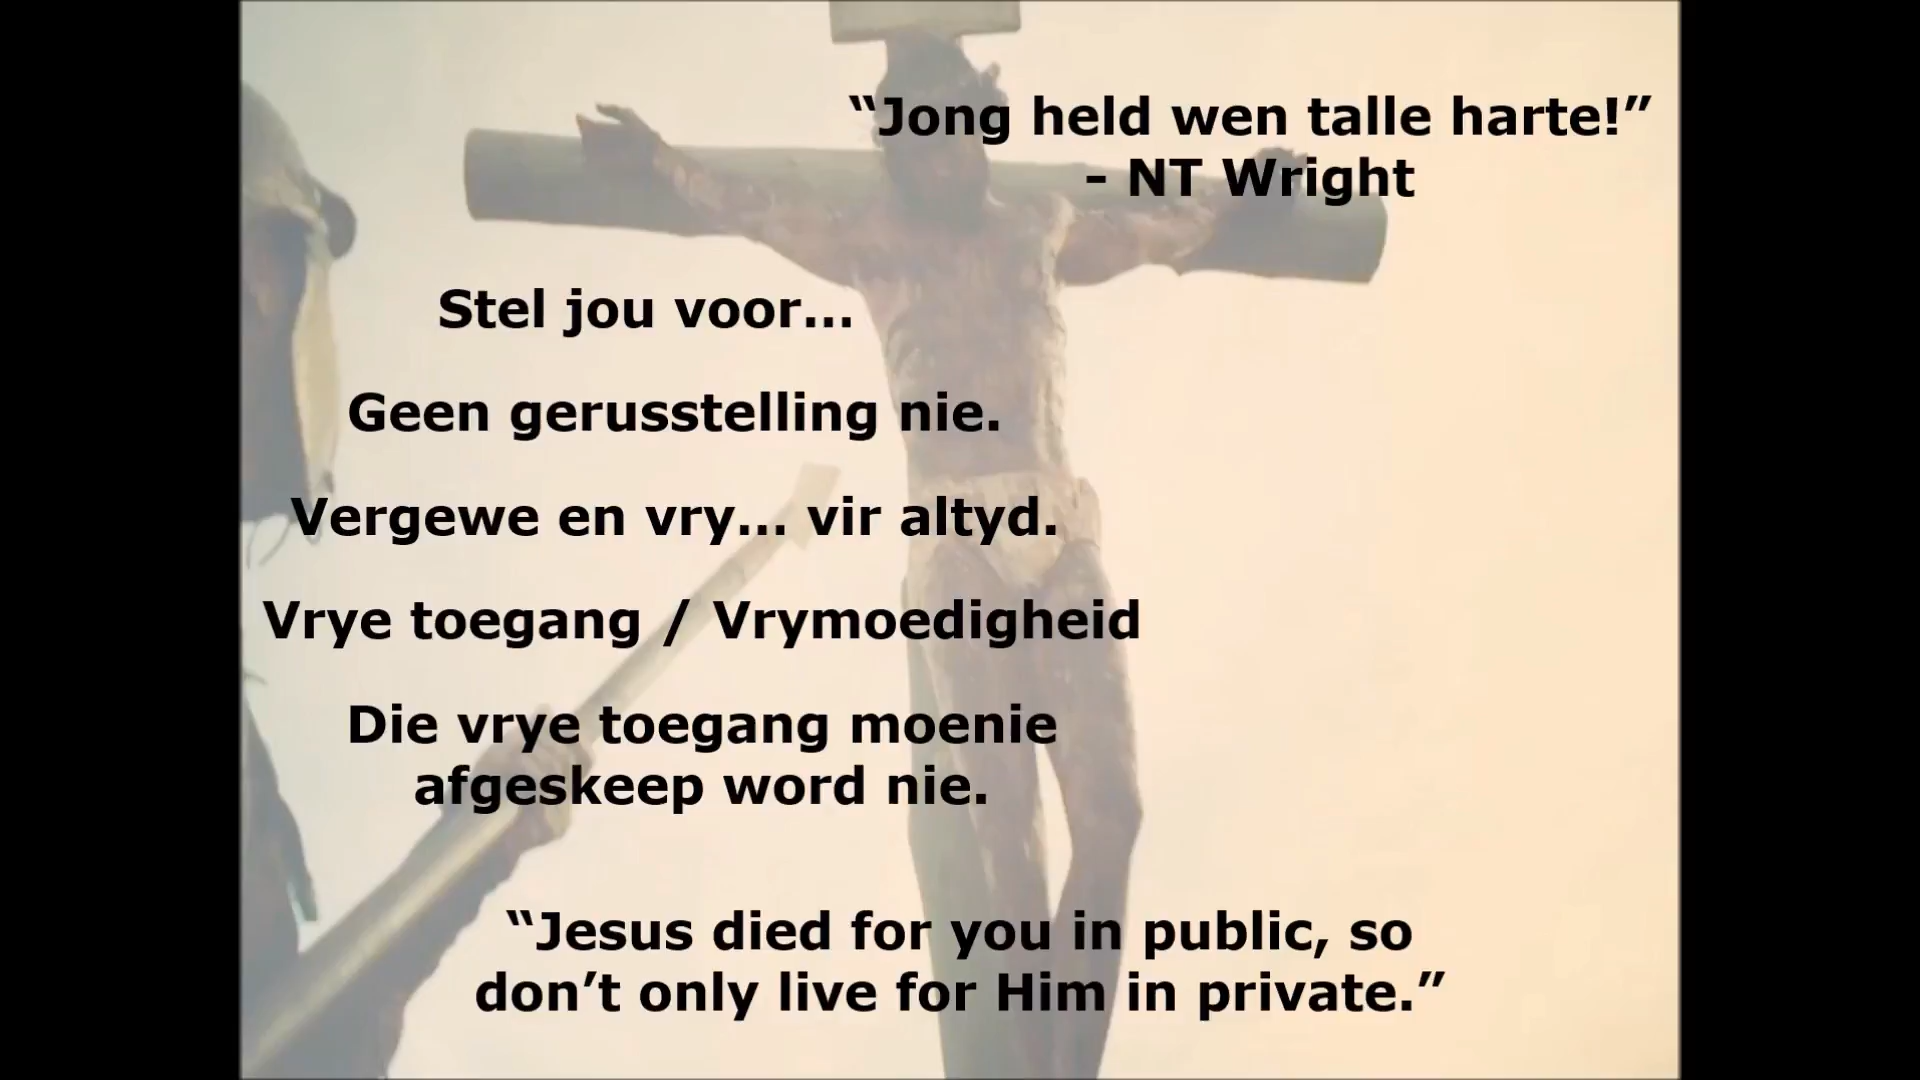 “Jong held wen talle harte!”
- NT Wright
Stel jou voor…
Geen gerusstelling nie.
Vergewe en vry… vir altyd.
Vrye toegang / Vrymoedigheid
Die vrye toegang moenie
afgeskeep word nie.
“Jesus died for you in public, so
don’t only live for Him in private.”